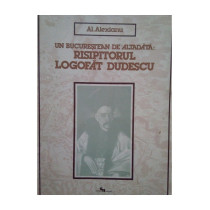 Al. Alexianu
UN BUCUREȘTEAN DE ALTĂDATĂ:
RISIPITORUL
LOGOFĂT DUDESCU